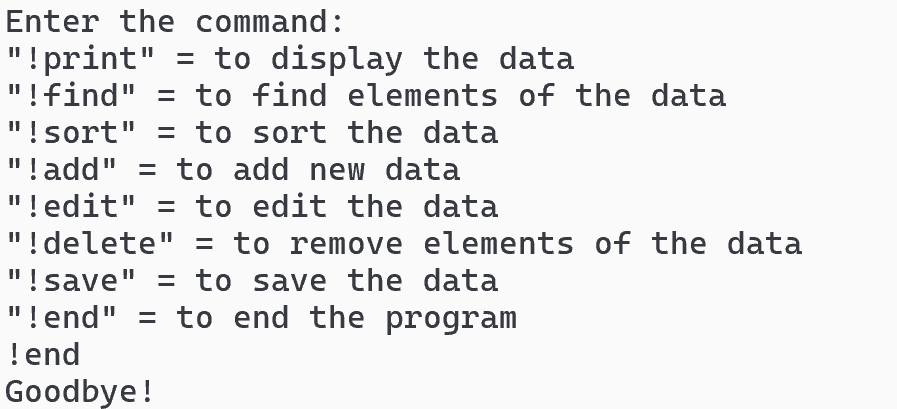 Enter the command:
"!print" = to display the data
"!find" = to find elements of the data
"!sort" = to sort the data
"!add" = to add new data
"!edit" = to edit the data
"!delete" = to remove elements of the data
"!save" = to save the data
"!end" = to end the program
!end
Goodbye!